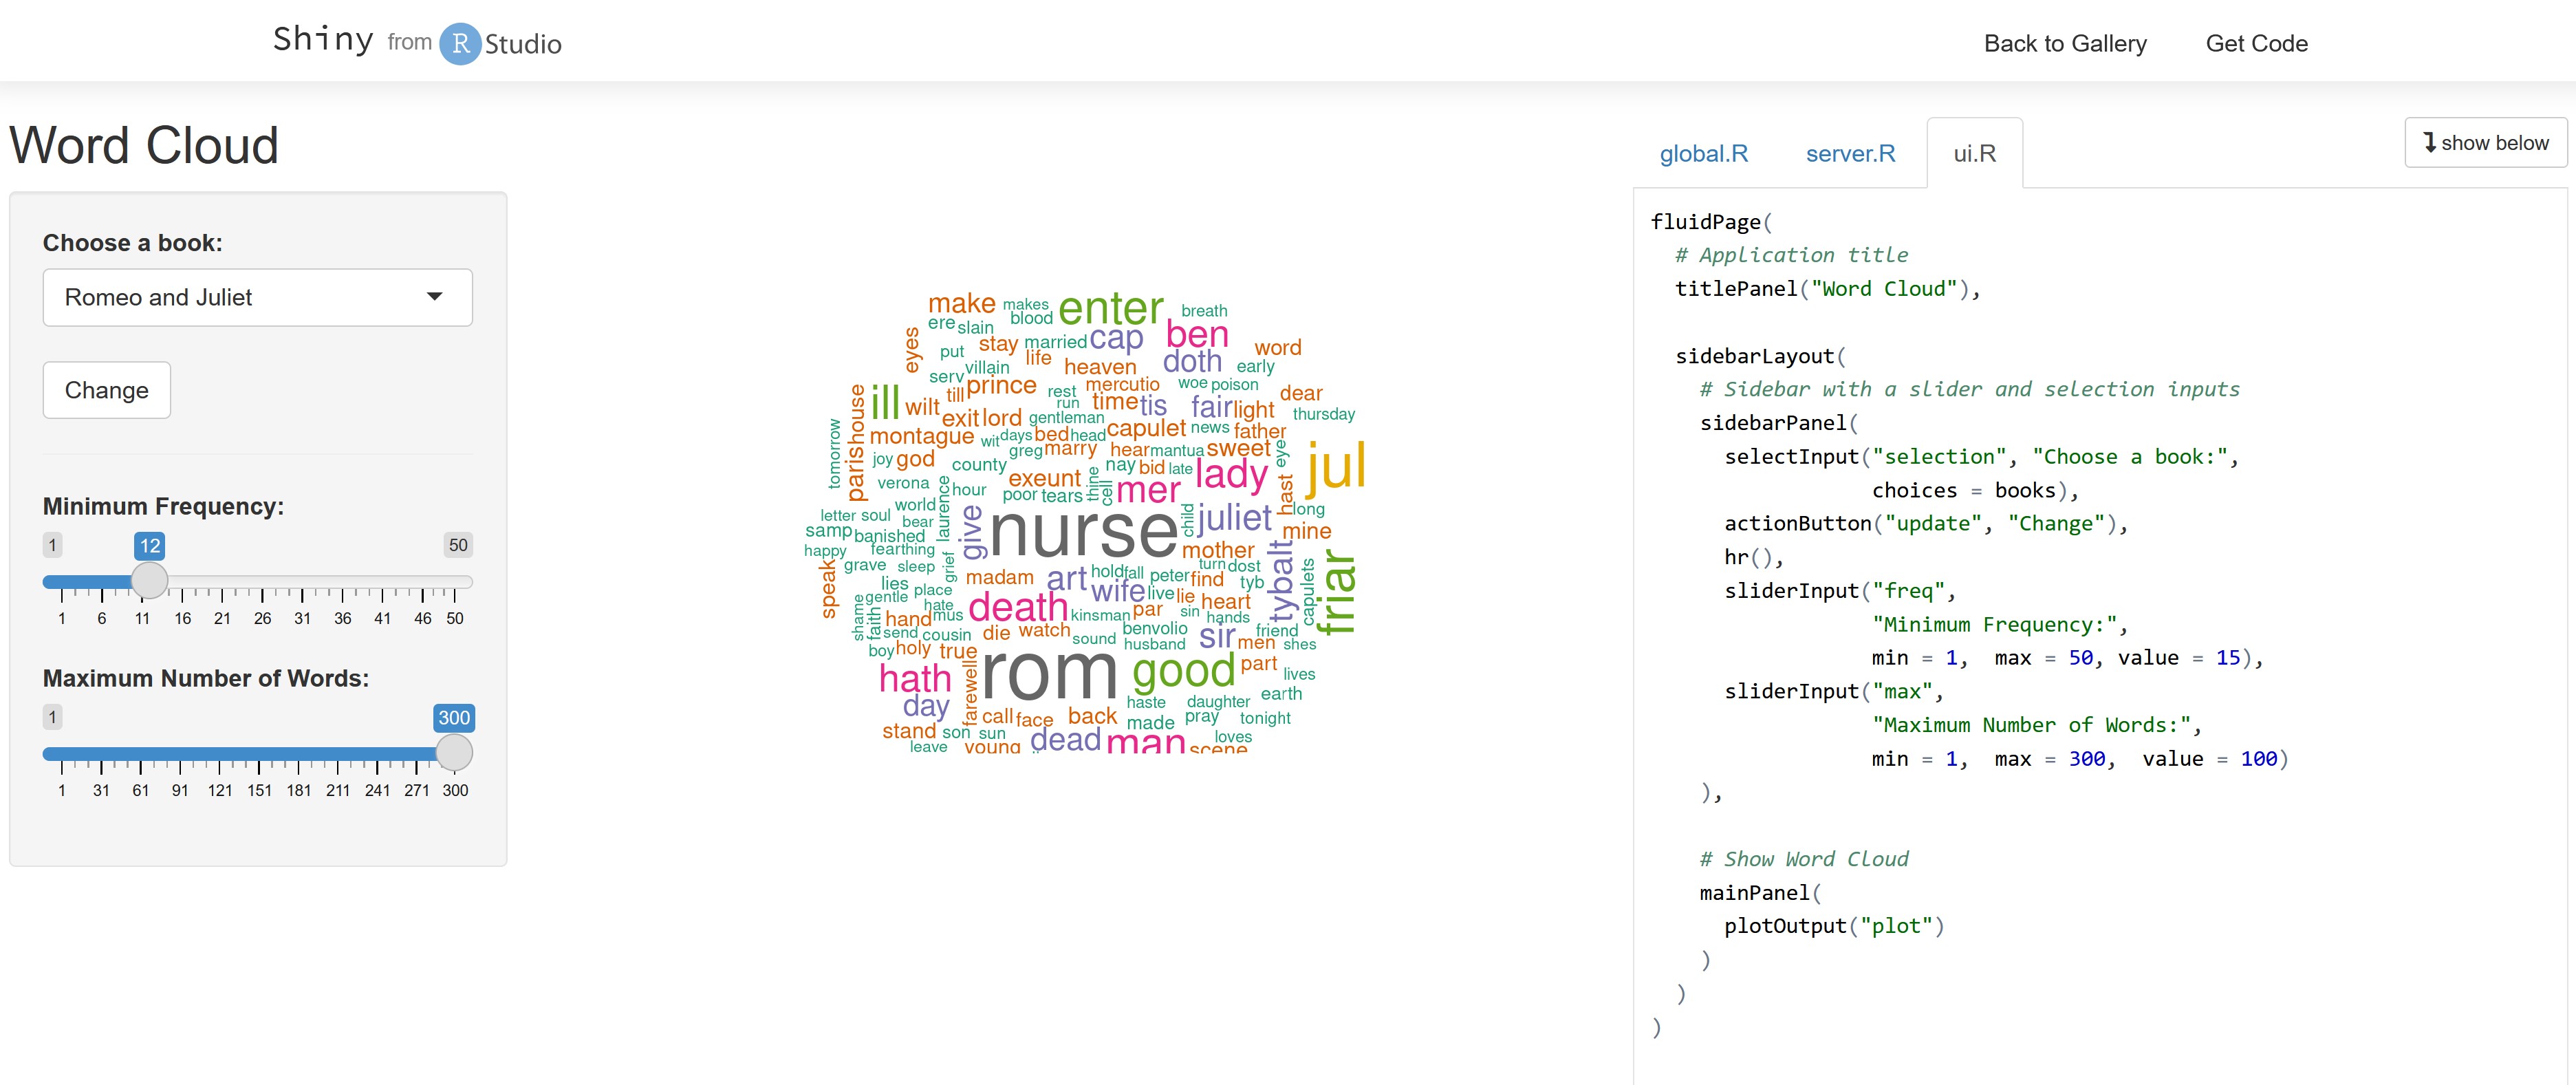 Shiny from R Studio
Back to Gallery Get Code
Word Cloud
Choose a book:
Romeo and Juliet
Change
Minimum Frequency:
1 12 50
1 6 11 16 21 26 31 36 41 46 50
Maximum Number of Words:
1 300
1 31 61 91 121 151 181 211 241 271 300
make makes enter breath
ere slain blood cap ben
eyes put stay married doth word
villain life heaven early
serv prince rest mercutio woe poison dear
ill wilt till run time tis fair light thursday
parishouse exit lord gentleman
tomorrow montague wit days bed head capulet news father
joy god greg marry hear mantua sweet eye jul
county exeunt nay bid late lady
verona hour poor tears thine cell mer hast
world laurence long
letter soul bear give nurse child juliet mine
samp banished
happy fearthing mother
grave sleep grief madam art hold fall peter find turn dost tybalt friar
speak lies place wife live lie tyb capulets
gentle hate death heart
shame faith hand mus kinsman par sin hands
send cousin die watch sound benvolio sir friend
boy holy true husband men shes
hath farewell rom good part lives
day haste daughter earth
call face back made pray tonight
stand son sun loves
leave young dead man scene
global.R server.R ui.R show below
fluidPage(
# Application title
titlePanel("Word Cloud"),
sidebarLayout(
# Sidebar with a slider and selection inputs
sidebarPanel(
selectInput("selection", "Choose a book:",
choices = books),
actionButton("update", "Change"),
hr(),
sliderInput("freq",
"Minimum Frequency:",
min = 1, max = 50, value = 15),
sliderInput("max",
"Maximum Number of Words:",
min = 1, max = 300, value = 100)
),
# Show Word Cloud
mainPanel(
plotOutput("plot")
)
)
)